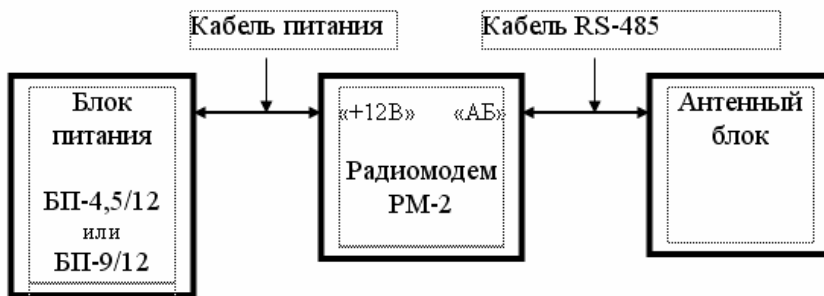 Кабель питания
Кабель RS-485
Блок
питания
БП-4,5/12
или
БП-9/12
«+12В» «АБ»
Радиомодем
РМ-2
Антенный
блок